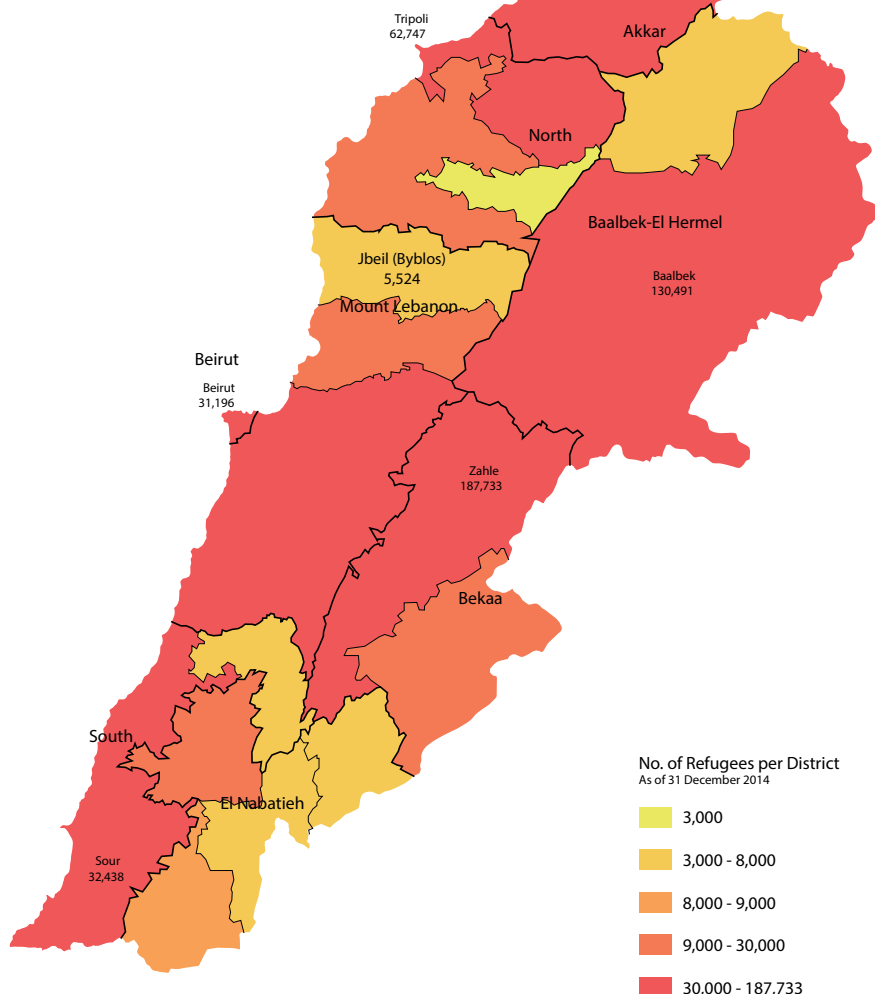 Tripoli
62,747
Akkar
North
Baalbek-El Hermel
Jbeil (Byblos)
5,524
Baalbek
130,491
Mount Lebanon
Beirut
Beirut
31,196
Zahle
187,733
Bekaa
South
El Nabatieh
Sour
32,438
No. of Refugees per District
As of 31 December 2014
3,000
3,000 - 8,000
8,000 - 9,000
9,000 - 30,000
30,000 - 187,733